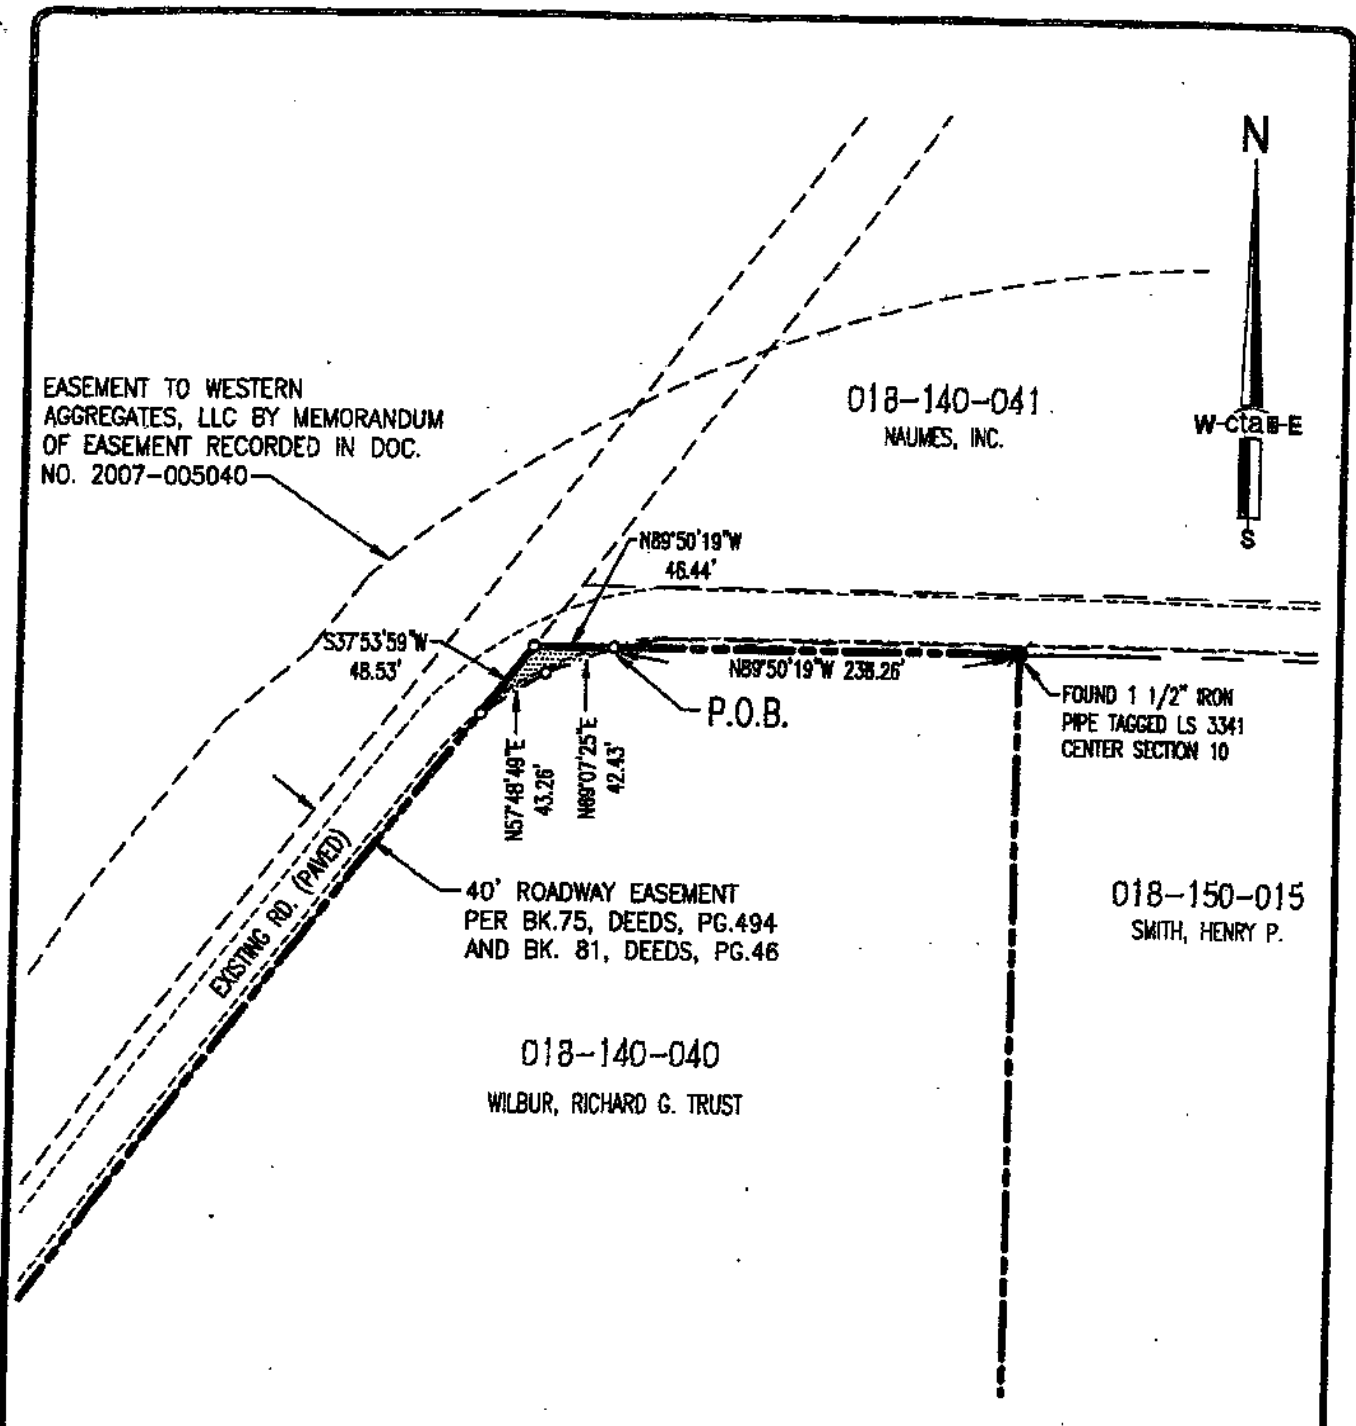 N
EASEMENT TO WESTERN
AGGREGATES, LLC BY MEMORANDUM
OF EASEMENT RECORDED IN DOC.
NO. 2007-005040
018-140-041
NAUMES, INC.
W-cta-E
S
N89°50'19"W
46.44'
S37°53'59"W
48.53'
N89°50'19"W 238.26'
P.O.B.
FOUND 1 1/2" IRON
PIPE TAGGED LS 3341
CENTER SECTION 10
N57°48'49"E
43.26'
42.43'
EXISTING RD. (PAVED)
40' ROADWAY EASEMENT
PER BK.75, DEEDS, PG.494
AND BK. 81, DEEDS, PG.46
018-150-015
SMITH, HENRY P.
018-140-040
WILBUR, RICHARD G. TRUST